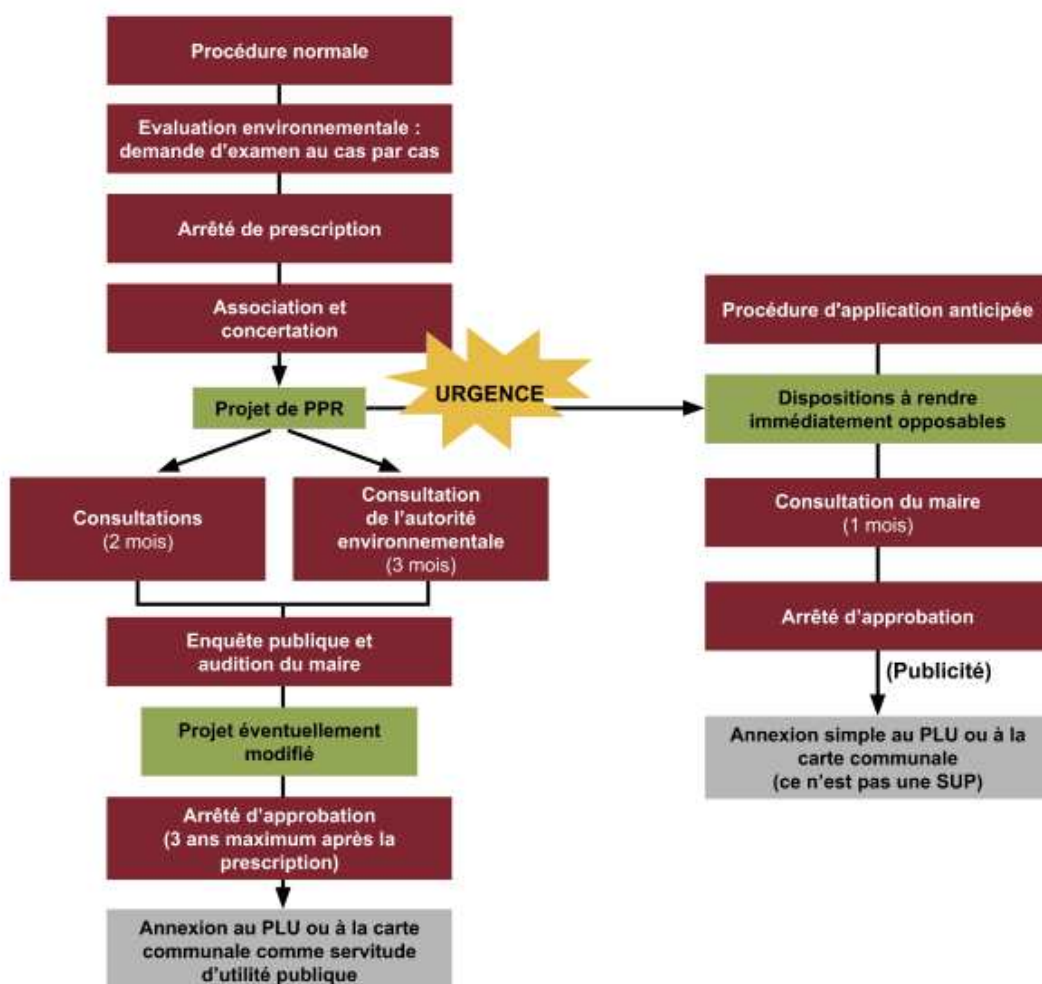 Procédure normale
Evaluation environnementale :
demande d'examen au cas par cas
Arrêté de prescription
Association et
concertation
URGENCE
Projet de PPR
Consultations
(2 mois)
Consultation
de l'autorité
environnementale
(3 mois)
Enquête publique et
audition du maire
Projet éventuellement
modifié
Arrêté d'approbation
(3 ans maximum après la
prescription)
Annexion au PLU ou à la carte
communale comme servitude
d'utilité publique
Procédure d'application anticipée
Dispositions à rendre
immédiatement opposables
Consultation du maire
(1 mois)
Arrêté d'approbation
(Publicité)
Annexion simple au PLU ou à la
carte communale
(ce n'est pas une SUP)